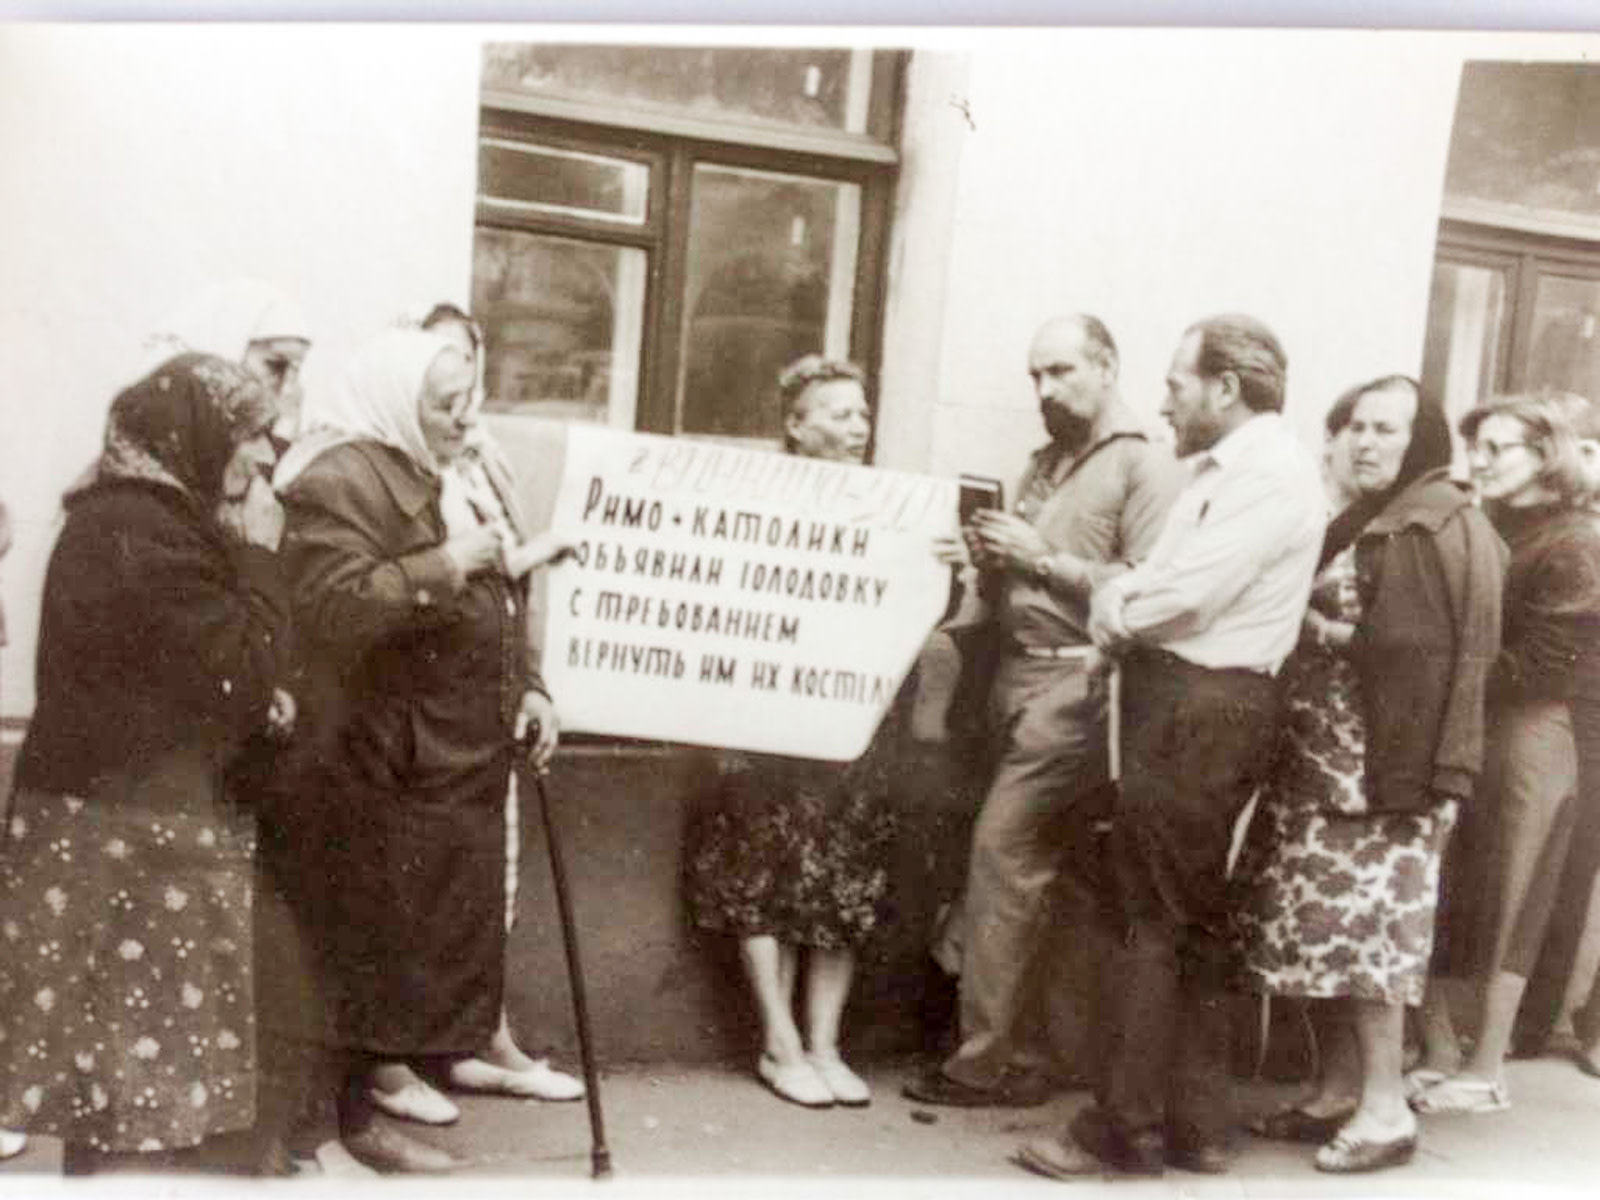 Римо-католики
объявили голодовку
с требованием
вернуть им их костел